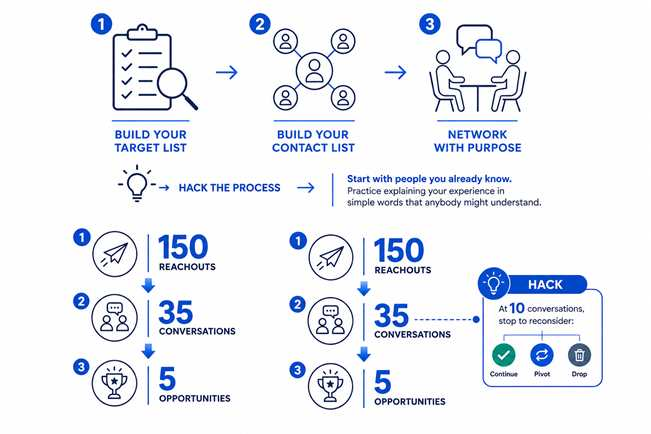 1
2
3
BUILD YOUR
TARGET LIST
BUILD YOUR
CONTACT LIST
NETWORK
WITH PURPOSE
HACK THE PROCESS
Start with people you already know.
Practice explaining your experience in
simple words that anybody might understand.
1
150
REACHOUTS
2
35
CONVERSATIONS
3
5
OPPORTUNITIES
1
150
REACHOUTS
2
35
CONVERSATIONS
3
5
OPPORTUNITIES
HACK
At 10 conversations,
stop to reconsider:
Continue
Pivot
Drop